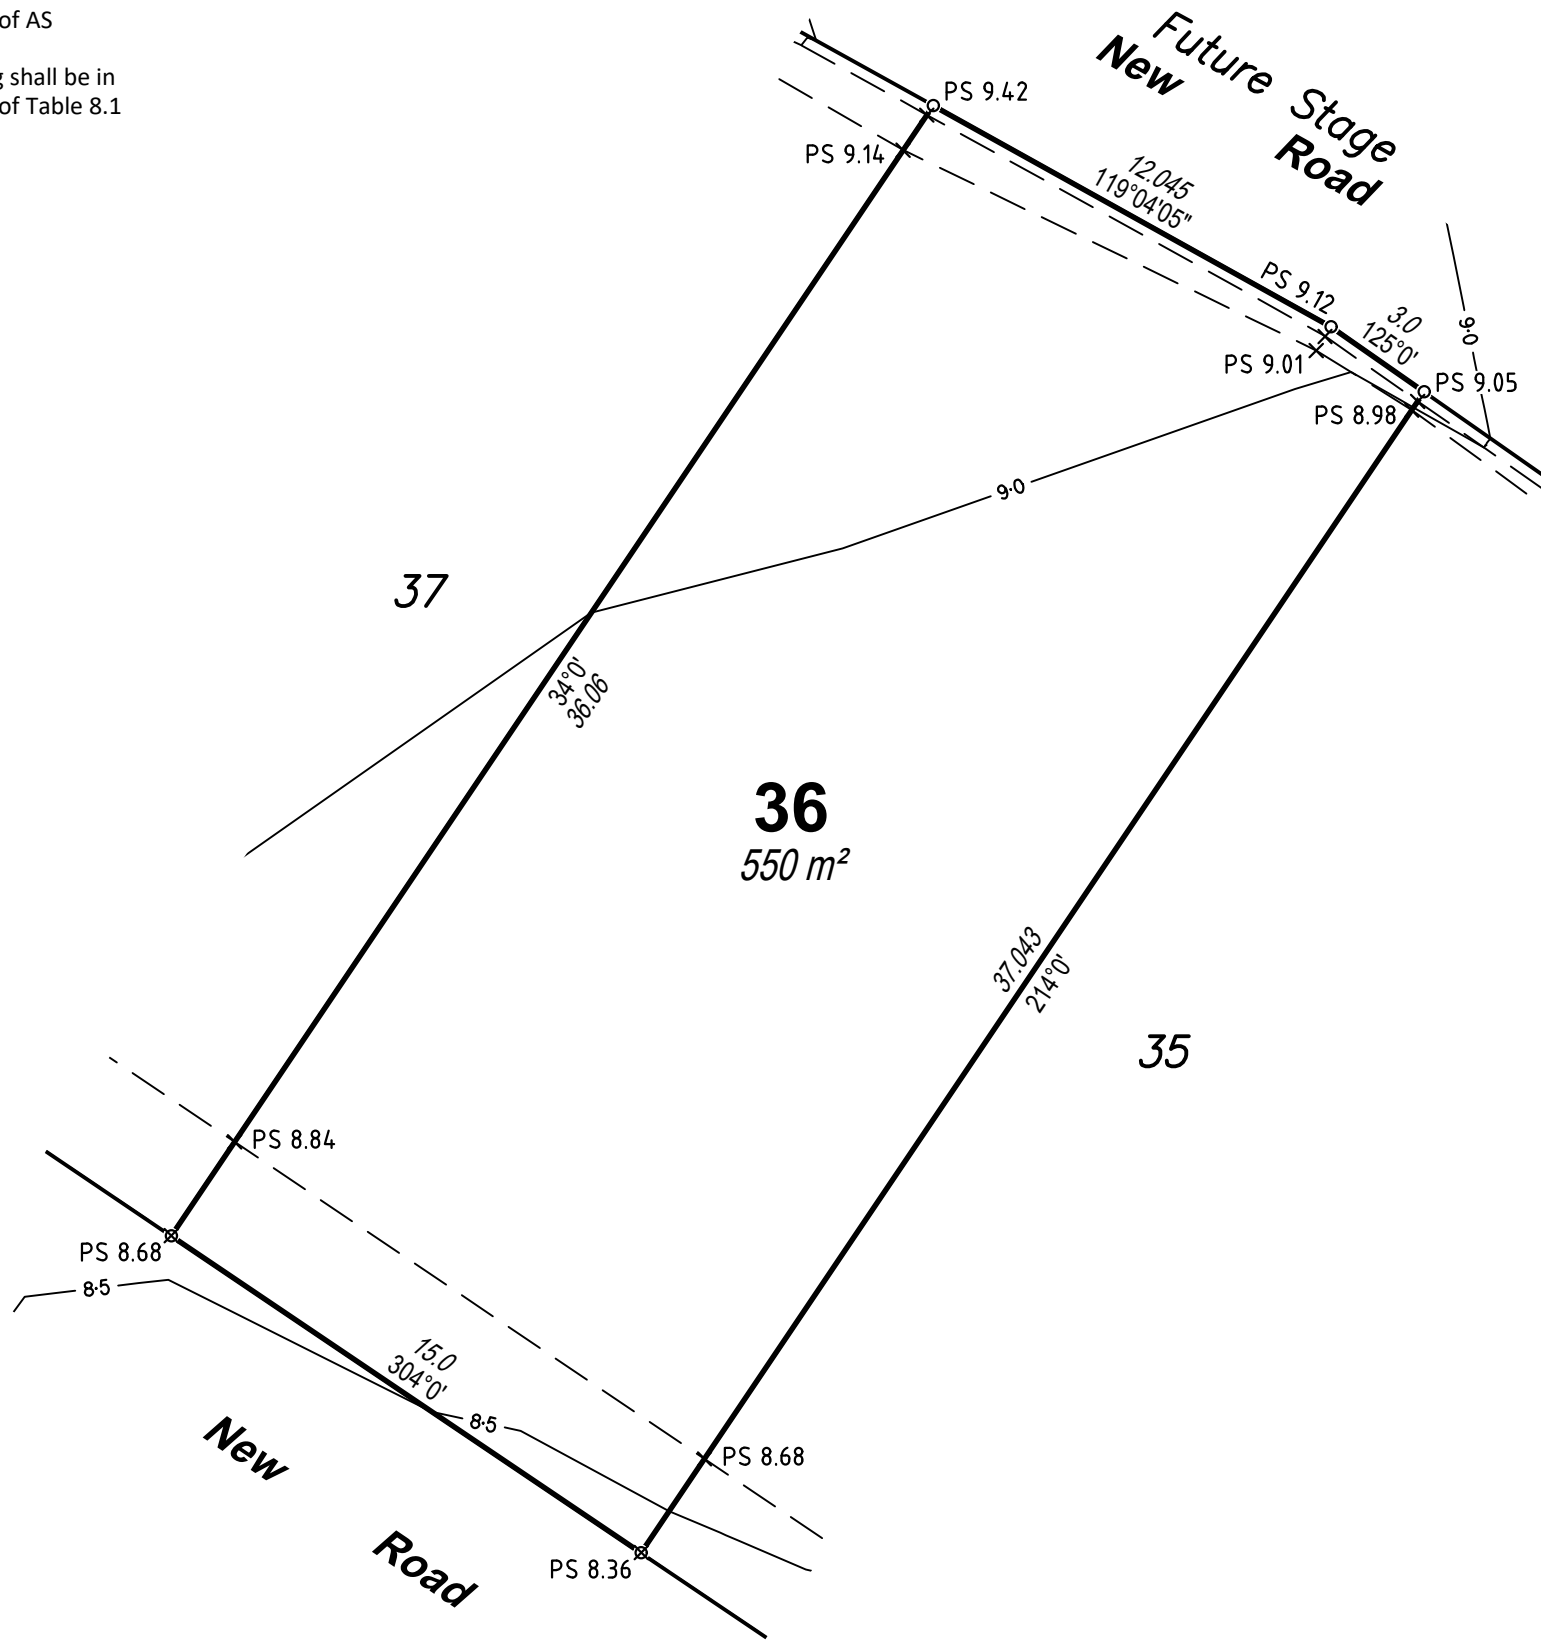 of AS
g shall be in
of Table 8.1
Future Stage
New
Road
PS 9.42
PS 9.14
12.045
119°04'05"
PS 9.12
3.0
125°0'
9·0
PS 9.01
PS 9.05
PS 8.98
9·0
37
34°0'
36.06
36
550 m²
37.043
214°0'
35
PS 8.84
PS 8.68
8·5
15.0
304°0'
8·5
PS 8.68
New
Road
PS 8.36